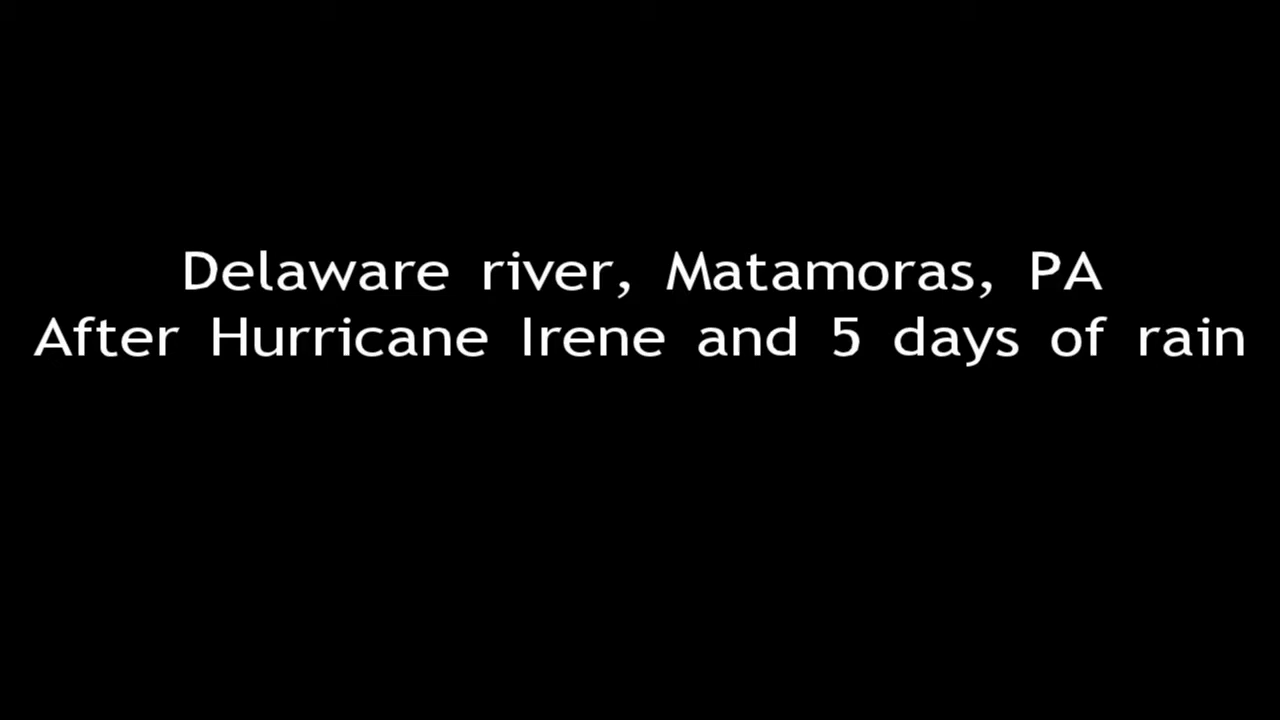 Delaware river, Matamoras, PA
After Hurricane Irene and 5 days of rain